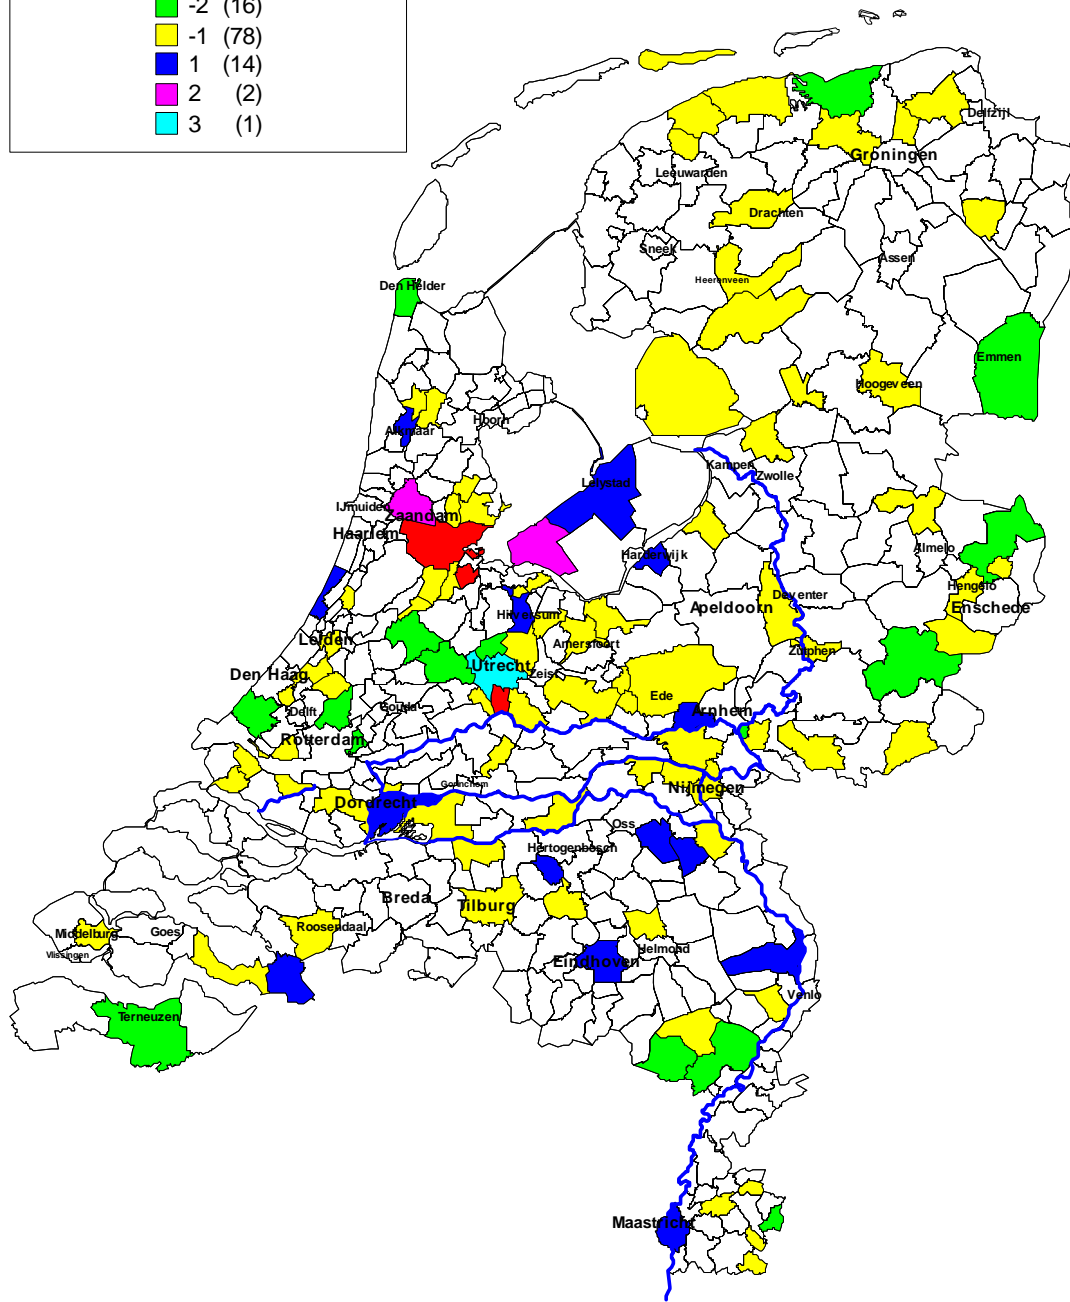 -2 (16)
-1 (78)
1 (14)
2 (2)
3 (1)
Delfzijl
Groningen
Leeuwarden
Drachten
Sneek
Assen
Heerenveen
Den Helder
Emmen
Hoogeveen
Hoorn
Alkmaar
Kampen
Zwolle
Lelystad
IJmuiden
Zaandam
Haarlem
Almelo
Harderwijk
Hengelo
Deventer
Apeldoorn
Enschede
Hilversum
Leiden
Amersfoort
Zutphen
Utrecht
Den Haag
Zeist
Ede
Gouda
Delft
Arnhem
Rotterdam
Gorinchem
Nijmegen
Dordrecht
Oss
Hertogenbosch
Breda
Tilburg
Roosendaal
Middelburg
Goes
Vlissingen
Helmond
Eindhoven
Venlo
Terneuzen
Maastricht